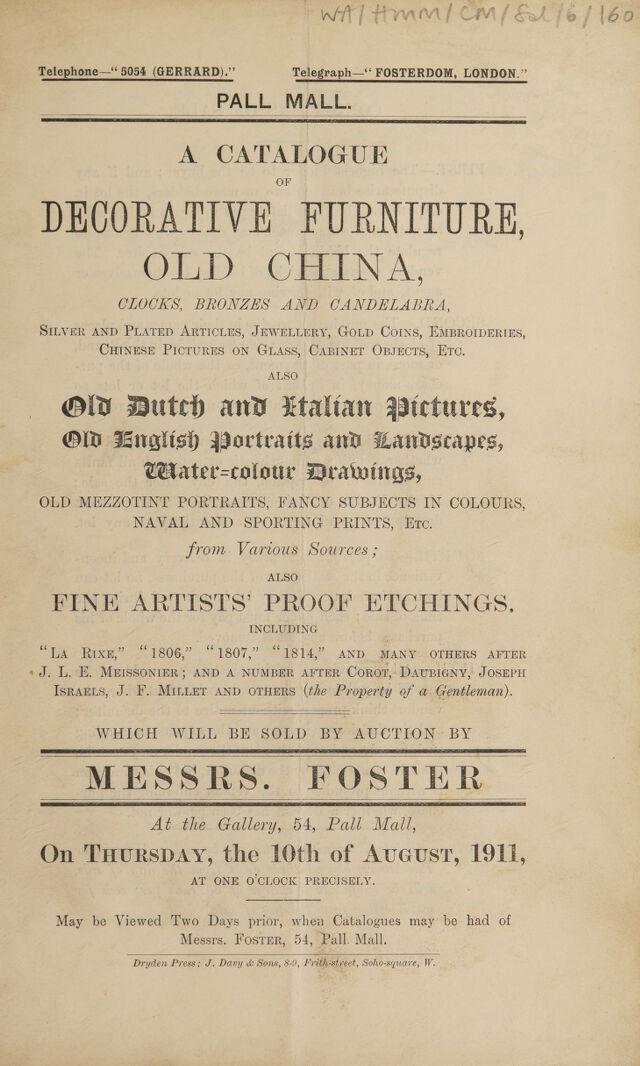 WA/HMM/CM/Sal/6/160
Telephone—“5054 (GERRARD).” Telegraph—“FOSTERDOM, LONDON.”
PALL MALL.
A CATALOGUE
OF
DECORATIVE FURNITURE,
OLD CHINA,
CLOCKS, BRONZES AND CANDELABRA,
SILVER AND PLATED ARTICLES, JEWELLERY, GOLD COINS, EMBROIDERIES,
CHINESE PICTURES ON GLASS, CABINET OBJECTS, ETC.
ALSO
Old Dutch and Italian Pictures,
Old English Portraits and Landscapes,
Water-colour Drawings,
OLD MEZZOTINT PORTRAITS, FANCY SUBJECTS IN COLOURS,
NAVAL AND SPORTING PRINTS, ETC.
from Various Sources;
ALSO
FINE ARTISTS’ PROOF ETCHINGS,
INCLUDING
“LA RIXE,” “1806,” “1807,” “1814,” AND MANY OTHERS AFTER
J. L. E. MEISSONIER; AND A NUMBER AFTER COROT, DAUBIGNY, JOSEPH
ISRAELS, J. F. MILLET AND OTHERS (the Property of a Gentleman).
WHICH WILL BE SOLD BY AUCTION BY
MESSRS. FOSTER
At the Gallery, 54, Pall Mall,
On THURSDAY, the 10th of AUGUST, 1911,
AT ONE O’CLOCK PRECISELY.
May be Viewed Two Days prior, when Catalogues may be had of
Messrs. FOSTER, 54, Pall Mall.
Dryden Press: J. Davy & Sons, 8-9, Frith-street, Soho-square, W.